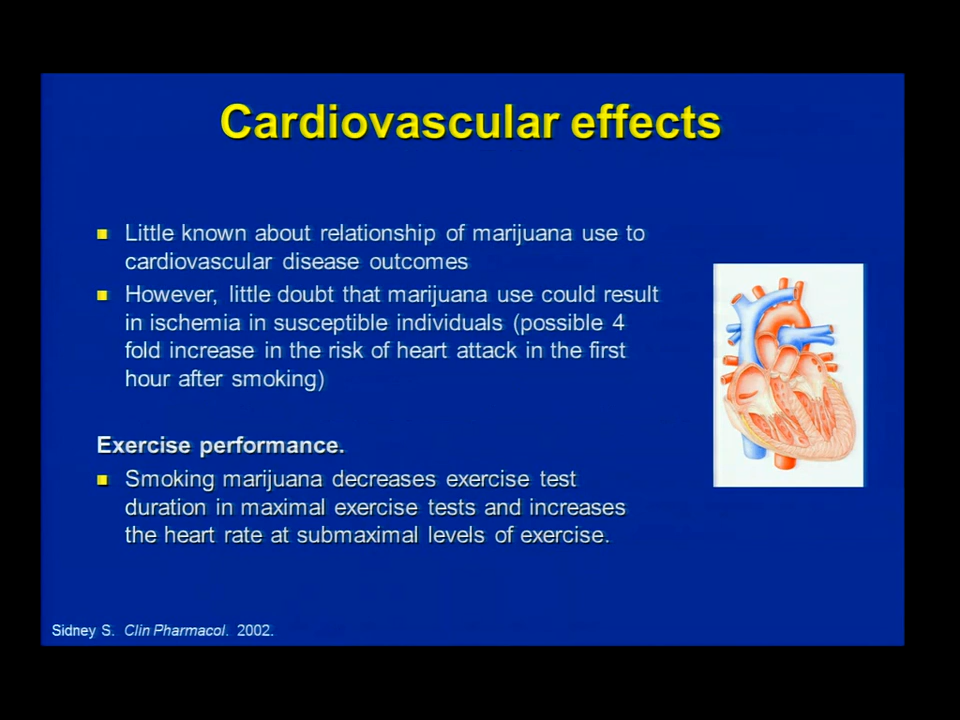 Cardiovascular effects
Little known about relationship of marijuana use to
cardiovascular disease outcomes
However, little doubt that marijuana use could result
in ischemia in susceptible individuals (possible 4
fold increase in the risk of heart attack in the first
hour after smoking)
Exercise performance.
Smoking marijuana decreases exercise test
duration in maximal exercise tests and increases
the heart rate at submaximal levels of exercise.
Sidney S. Clin Pharmacol. 2002.